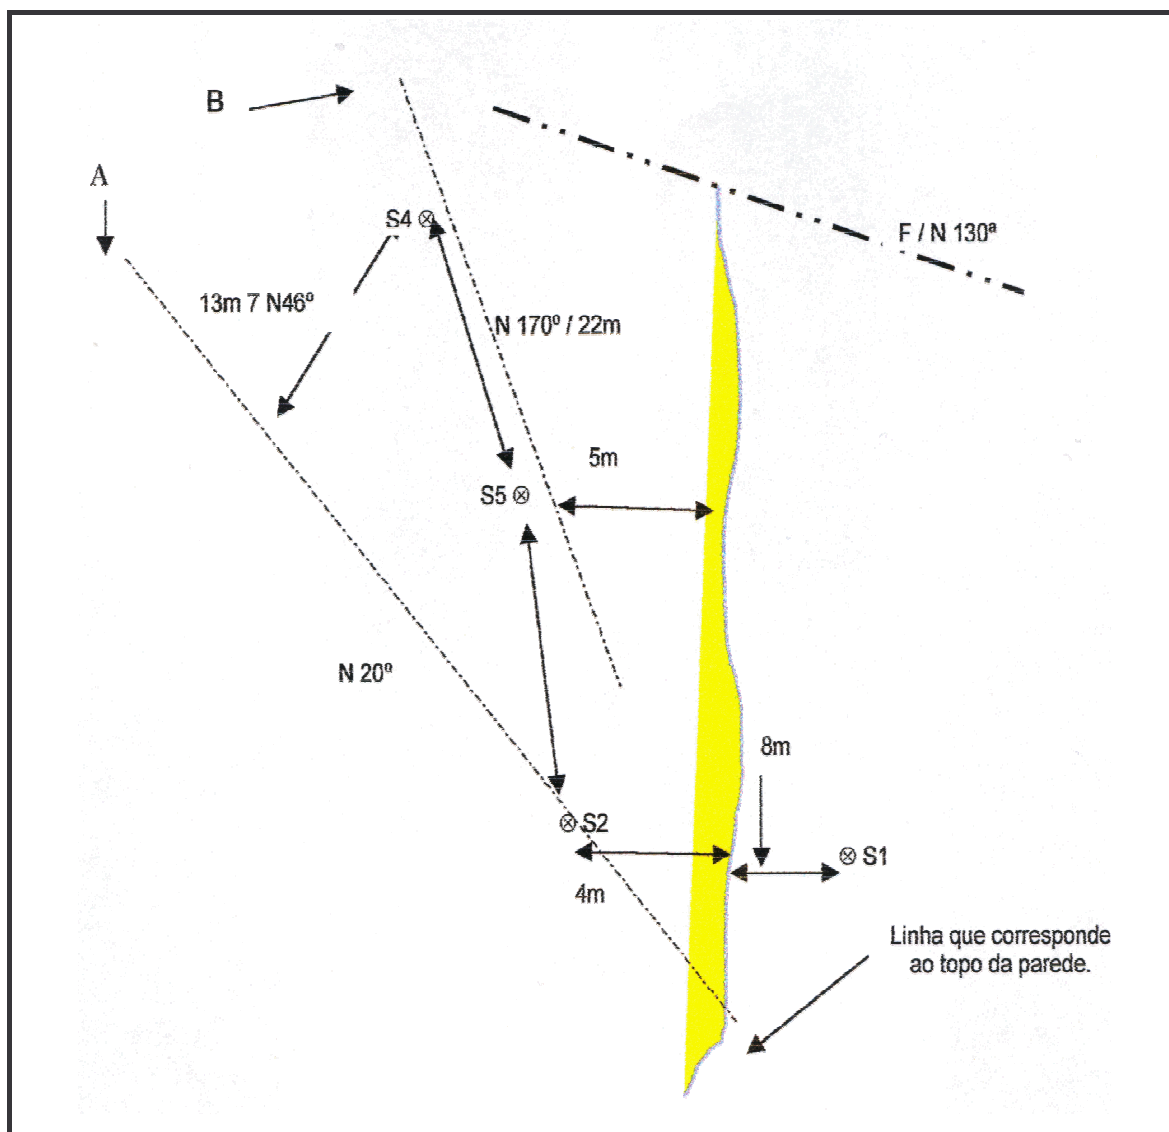 B
A
S4
F / N 130ª
13m 7 N46º
N 170º / 22m
5m
S5
N 20º
8m
S2
S1
4m
Linha que corresponde
ao topo da parede.